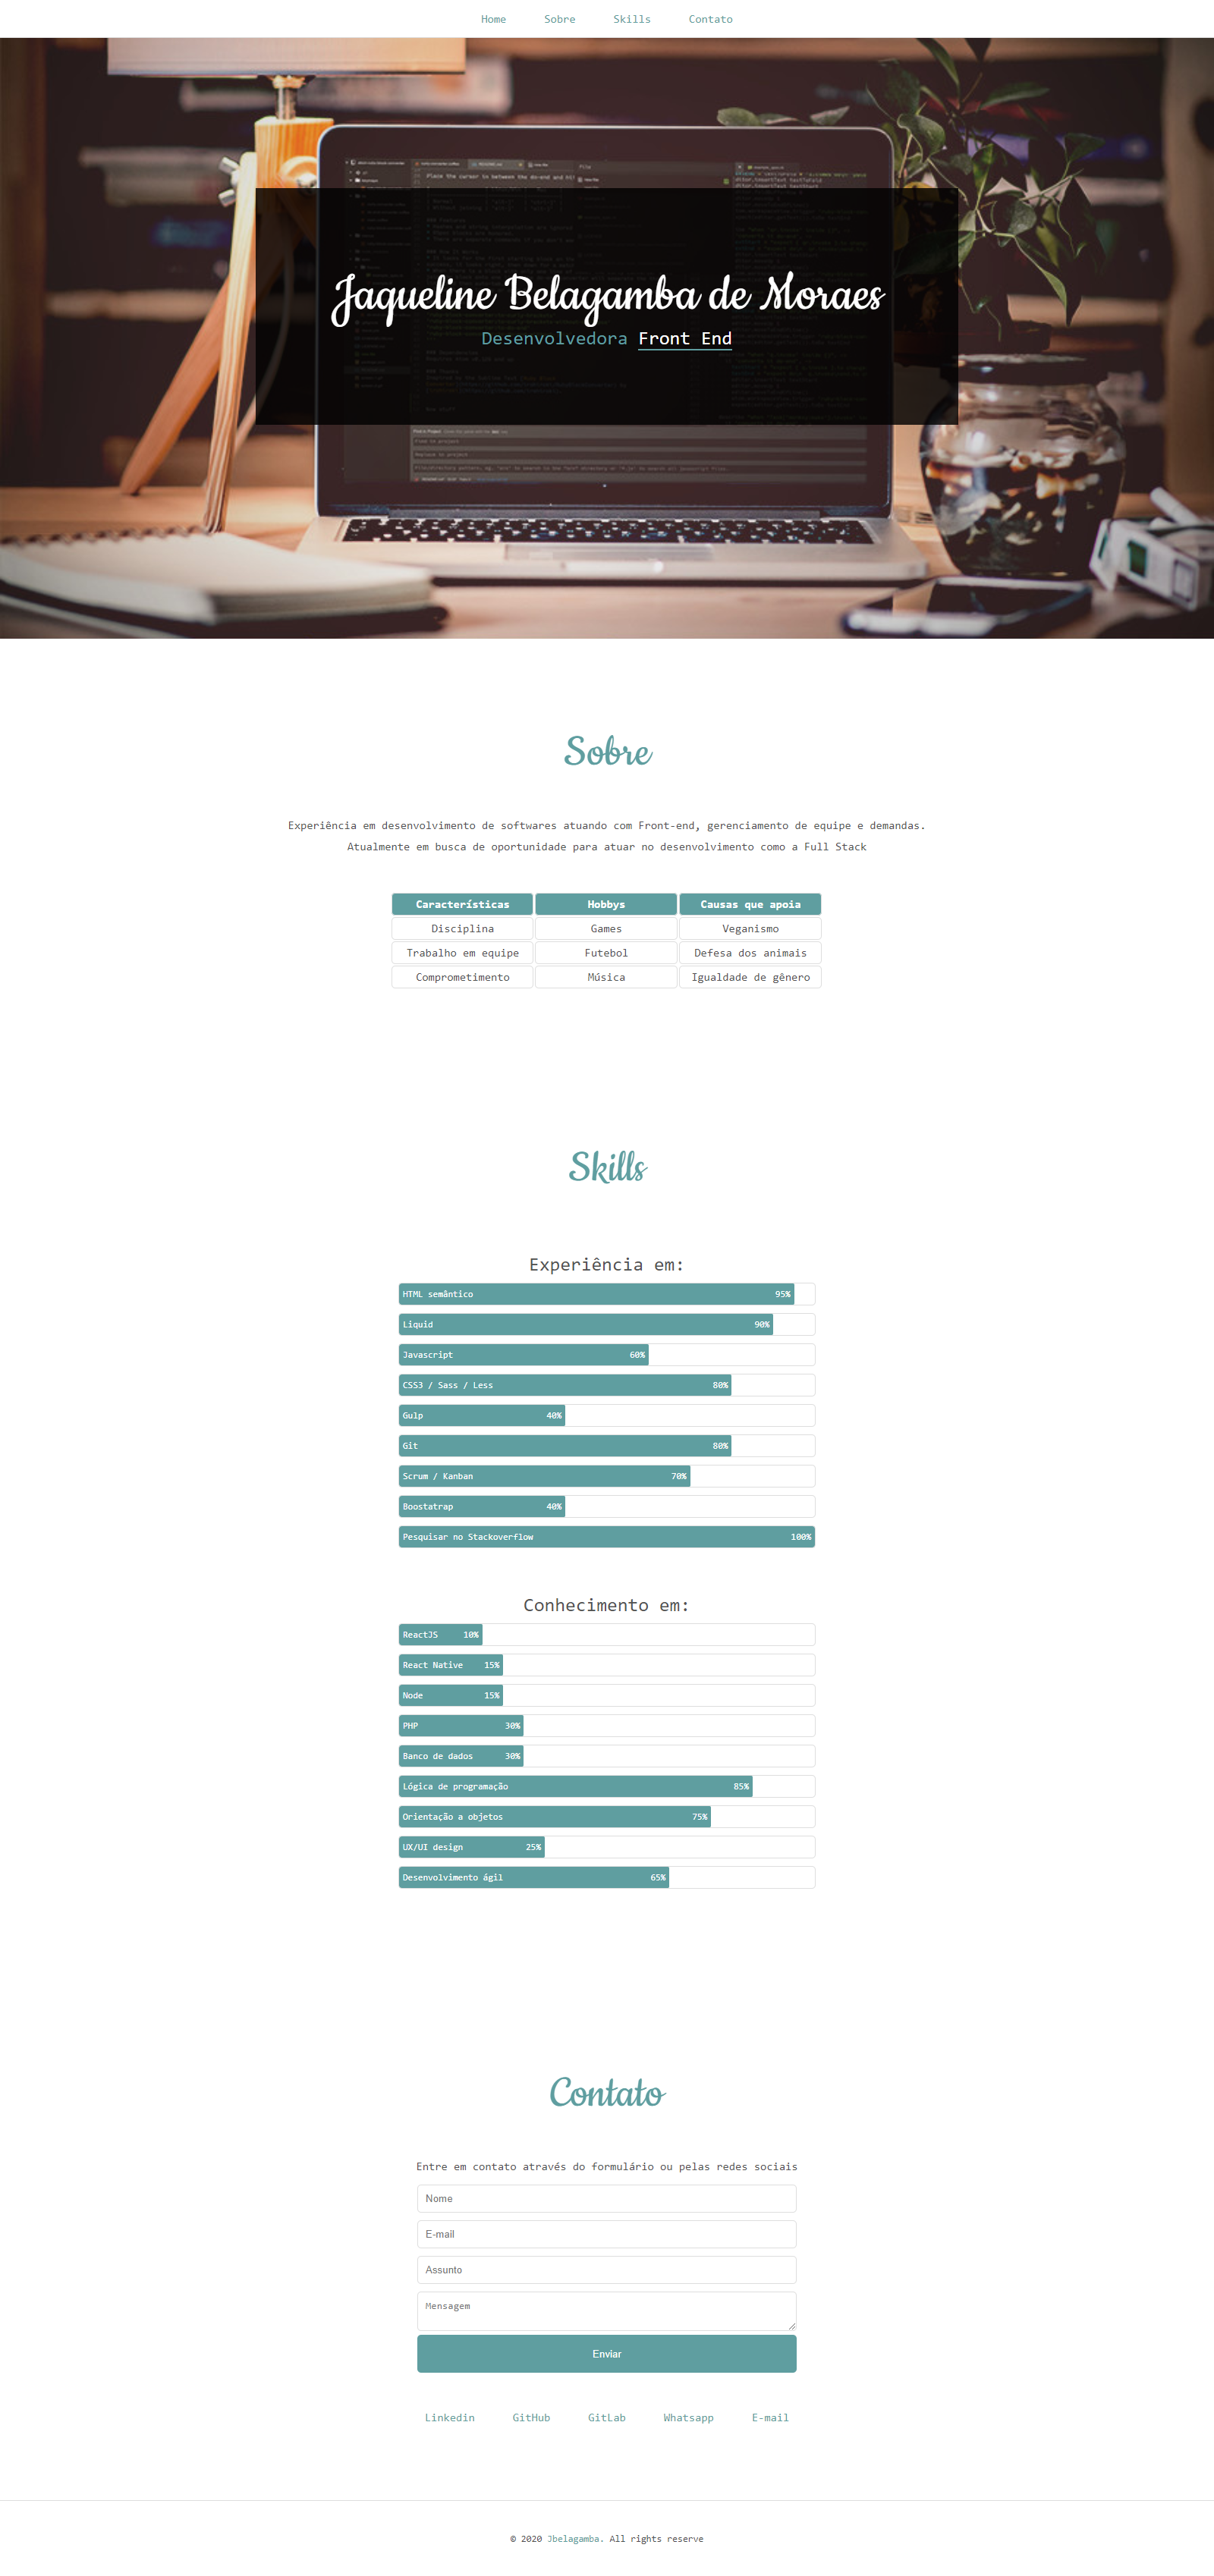 Home Sobre Skills Contato
Jaqueline Belagamba de Moraes
Desenvolvedora Front End
Sobre
Experiência em desenvolvimento de softwares atuando com Front-end, gerenciamento de equipe e demandas.
Atualmente em busca de oportunidade para atuar no desenvolvimento como a Full Stack
Características Hobbys Causas que apoia
Disciplina Games Veganismo
Trabalho em equipe Futebol Defesa dos animais
Comprometimento Música Igualdade de gênero
Skills
Experiência em:
HTML semântico 95%
Liquid 90%
Javascript 60%
CSS3 / Sass / Less 80%
Gulp 40%
Git 80%
Scrum / Kanban 70%
Boostatrap 40%
Pesquisar no Stackoverflow 100%
Conhecimento em:
ReactJS 10%
React Native 15%
Node 15%
PHP 30%
Banco de dados 30%
Lógica de programação 85%
Orientação a objetos 75%
UX/UI design 25%
Desenvolvimento ágil 65%
Contato
Entre em contato através do formulário ou pelas redes sociais
Nome
E-mail
Assunto
Mensagem
Enviar
Linkedin GitHub GitLab Whatsapp E-mail
© 2020 Jbelagamba. All rights reserve